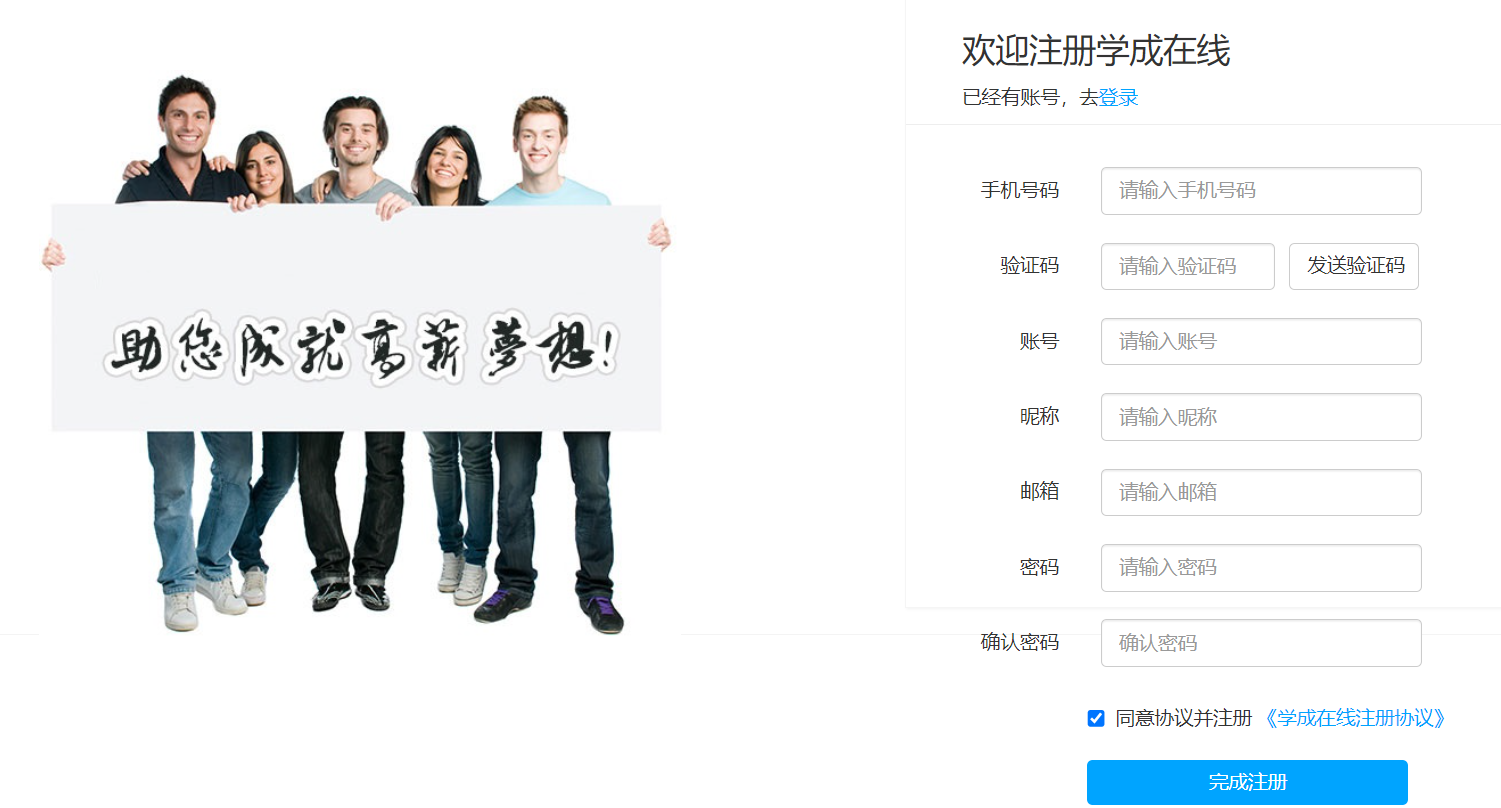 助您成就高薪夢想!
欢迎注册学成在线
已经有账号，去登录
手机号码 请输入手机号码
验证码 请输入验证码 发送验证码
账号 请输入账号
昵称 请输入昵称
邮箱 请输入邮箱
密码 请输入密码
确认密码 确认密码
同意协议并注册 《学成在线注册协议》
完成注册